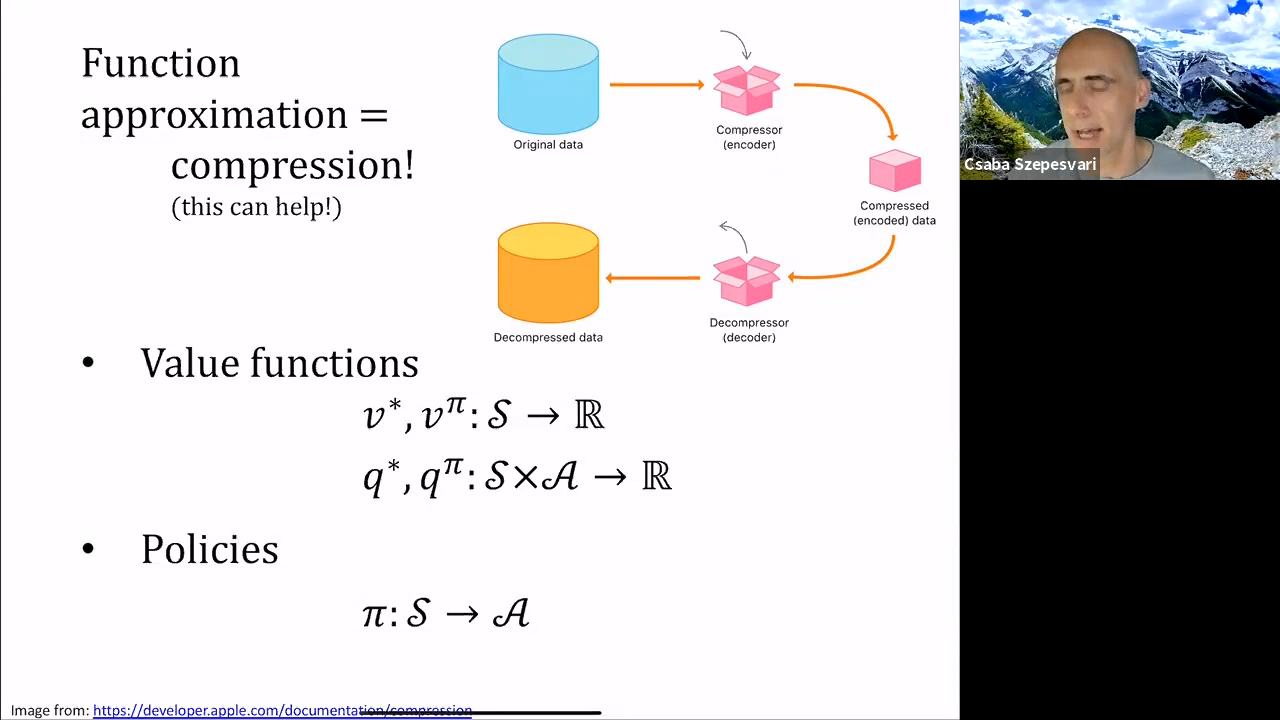 Function
approximation =
compression!
(this can help!)
Original data
Compressor
(encoder)
Compressed
(encoded) data
Decompressor
(decoder)
Decompressed data
• Value functions
v*, v^π: 𝒮 → ℝ
q*, q^π: 𝒮×𝒜 → ℝ
• Policies
π: 𝒮 → 𝒜
Image from: https://developer.apple.com/documentation/compression
Csaba Szepesvari